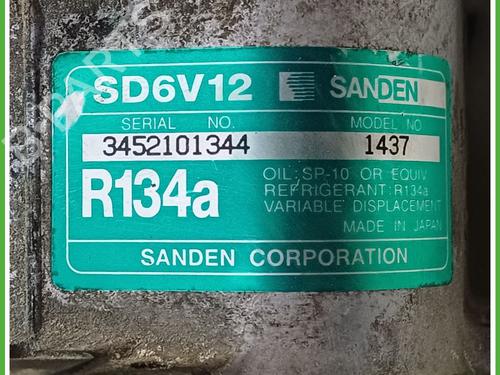 SD6V12 SANDEN
SERIAL NO. MODEL NO
3452101344 1437
R134a
OIL: SP-10 OR EQUIV.
REFRIGERANT: R134a
VARIABLE DISPLACEMENT
MADE IN JAPAN
SANDEN CORPORATION